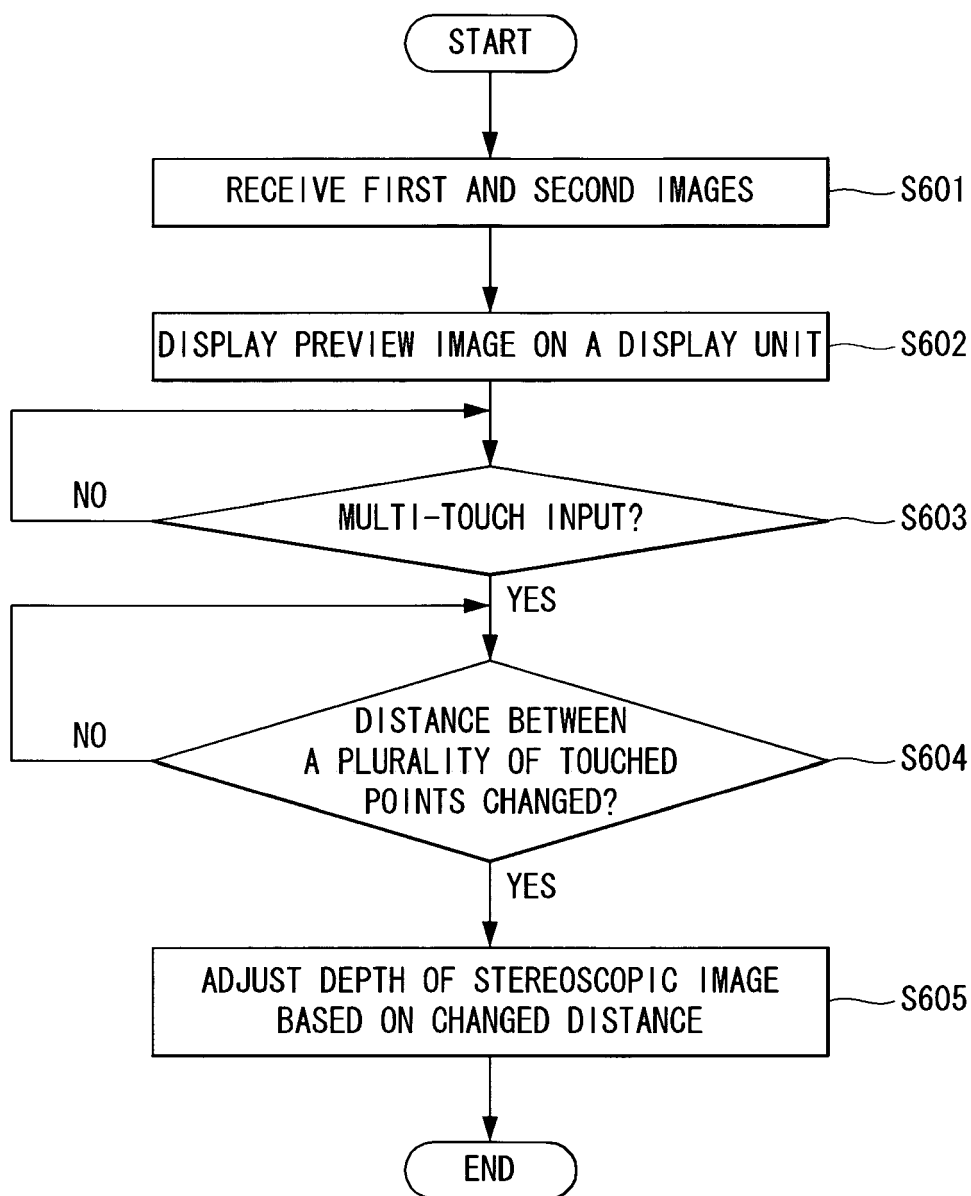 START
RECEIVE FIRST AND SECOND IMAGES
S601
DISPLAY PREVIEW IMAGE ON A DISPLAY UNIT
S602
NO
MULTI-TOUCH INPUT?
S603
YES
NO
DISTANCE BETWEEN
A PLURALITY OF TOUCHED
POINTS CHANGED?
S604
YES
ADJUST DEPTH OF STEREOSCOPIC IMAGE
BASED ON CHANGED DISTANCE
S605
END